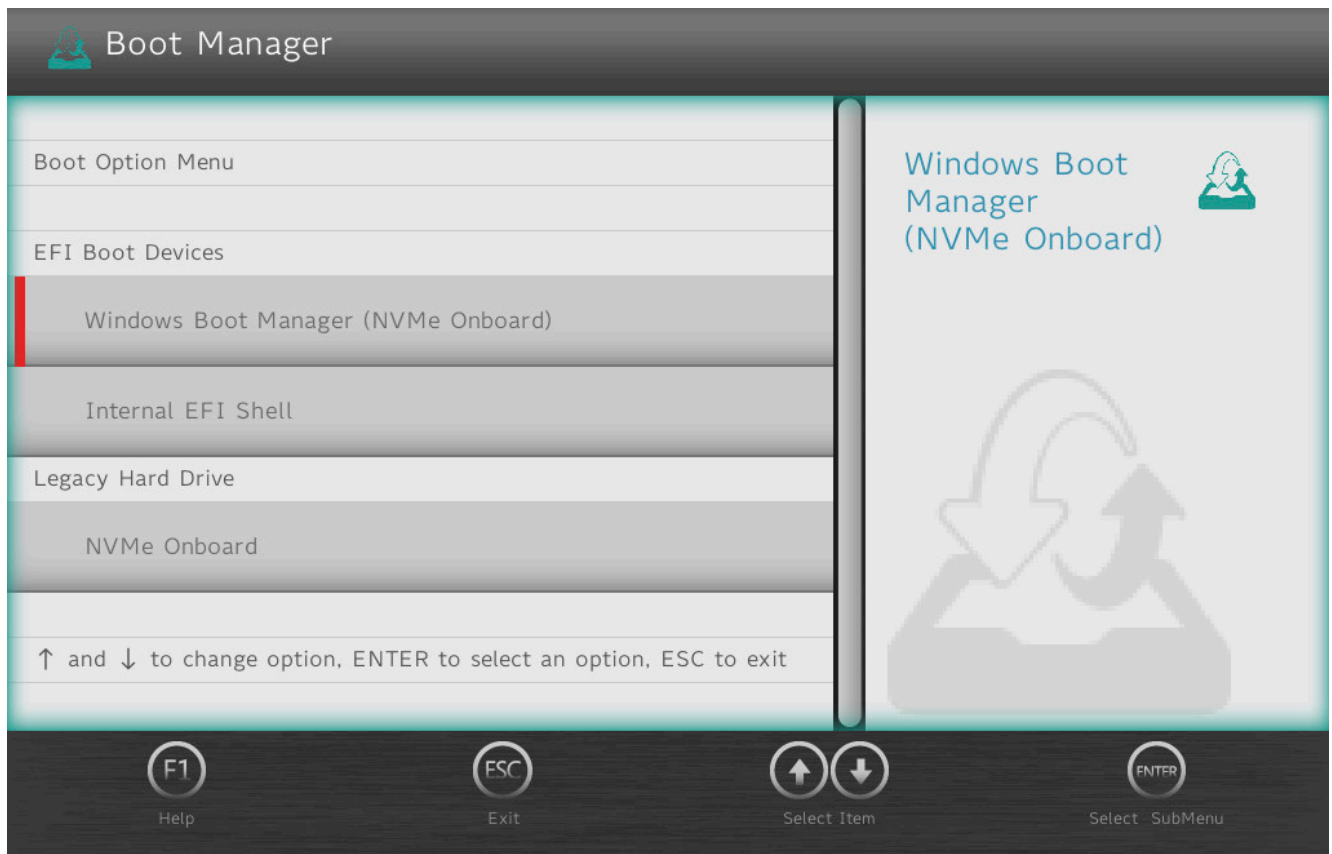 Boot Manager
Boot Option Menu
EFI Boot Devices
Windows Boot Manager (NVMe Onboard)
Internal EFI Shell
Legacy Hard Drive
NVMe Onboard
↑ and ↓ to change option, ENTER to select an option, ESC to exit
Windows Boot
Manager
(NVMe Onboard)
F1
Help
ESC
Exit
Select Item
ENTER
Select SubMenu